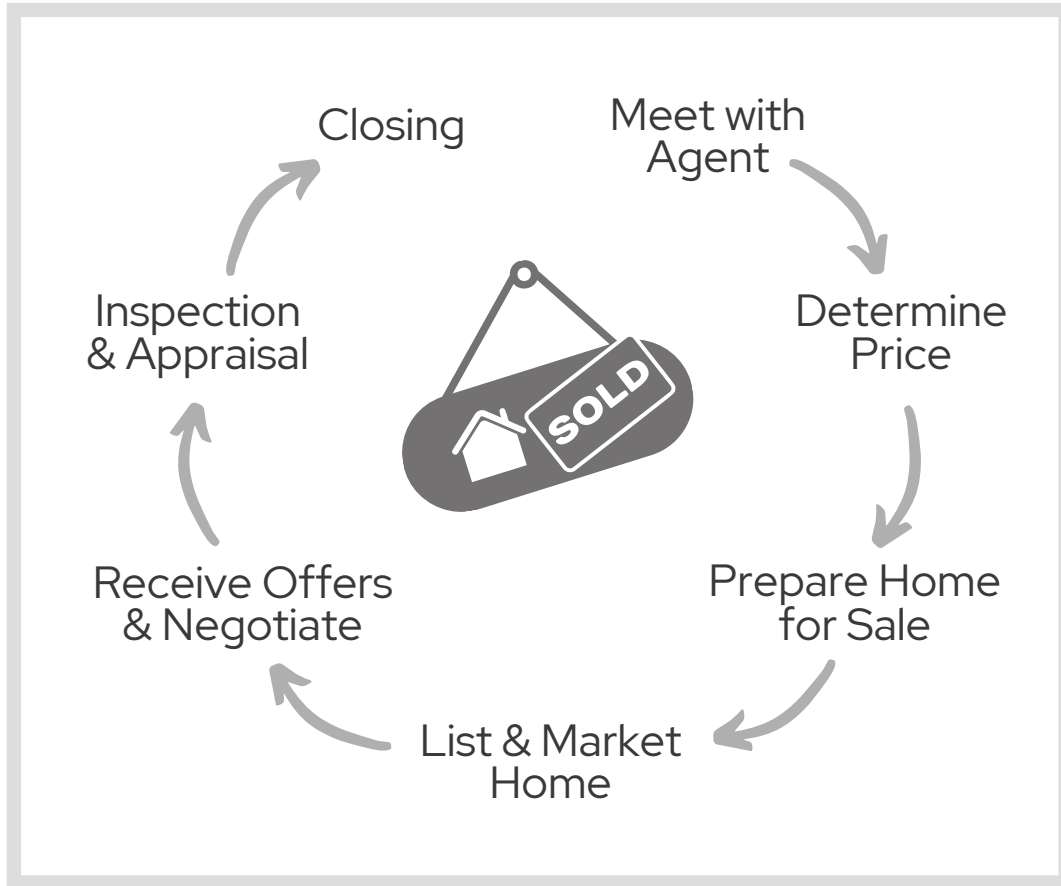 Meet with
Agent
Determine
Price
Prepare Home
for Sale
List & Market
Home
Receive Offers
& Negotiate
Inspection
& Appraisal
Closing
SOLD